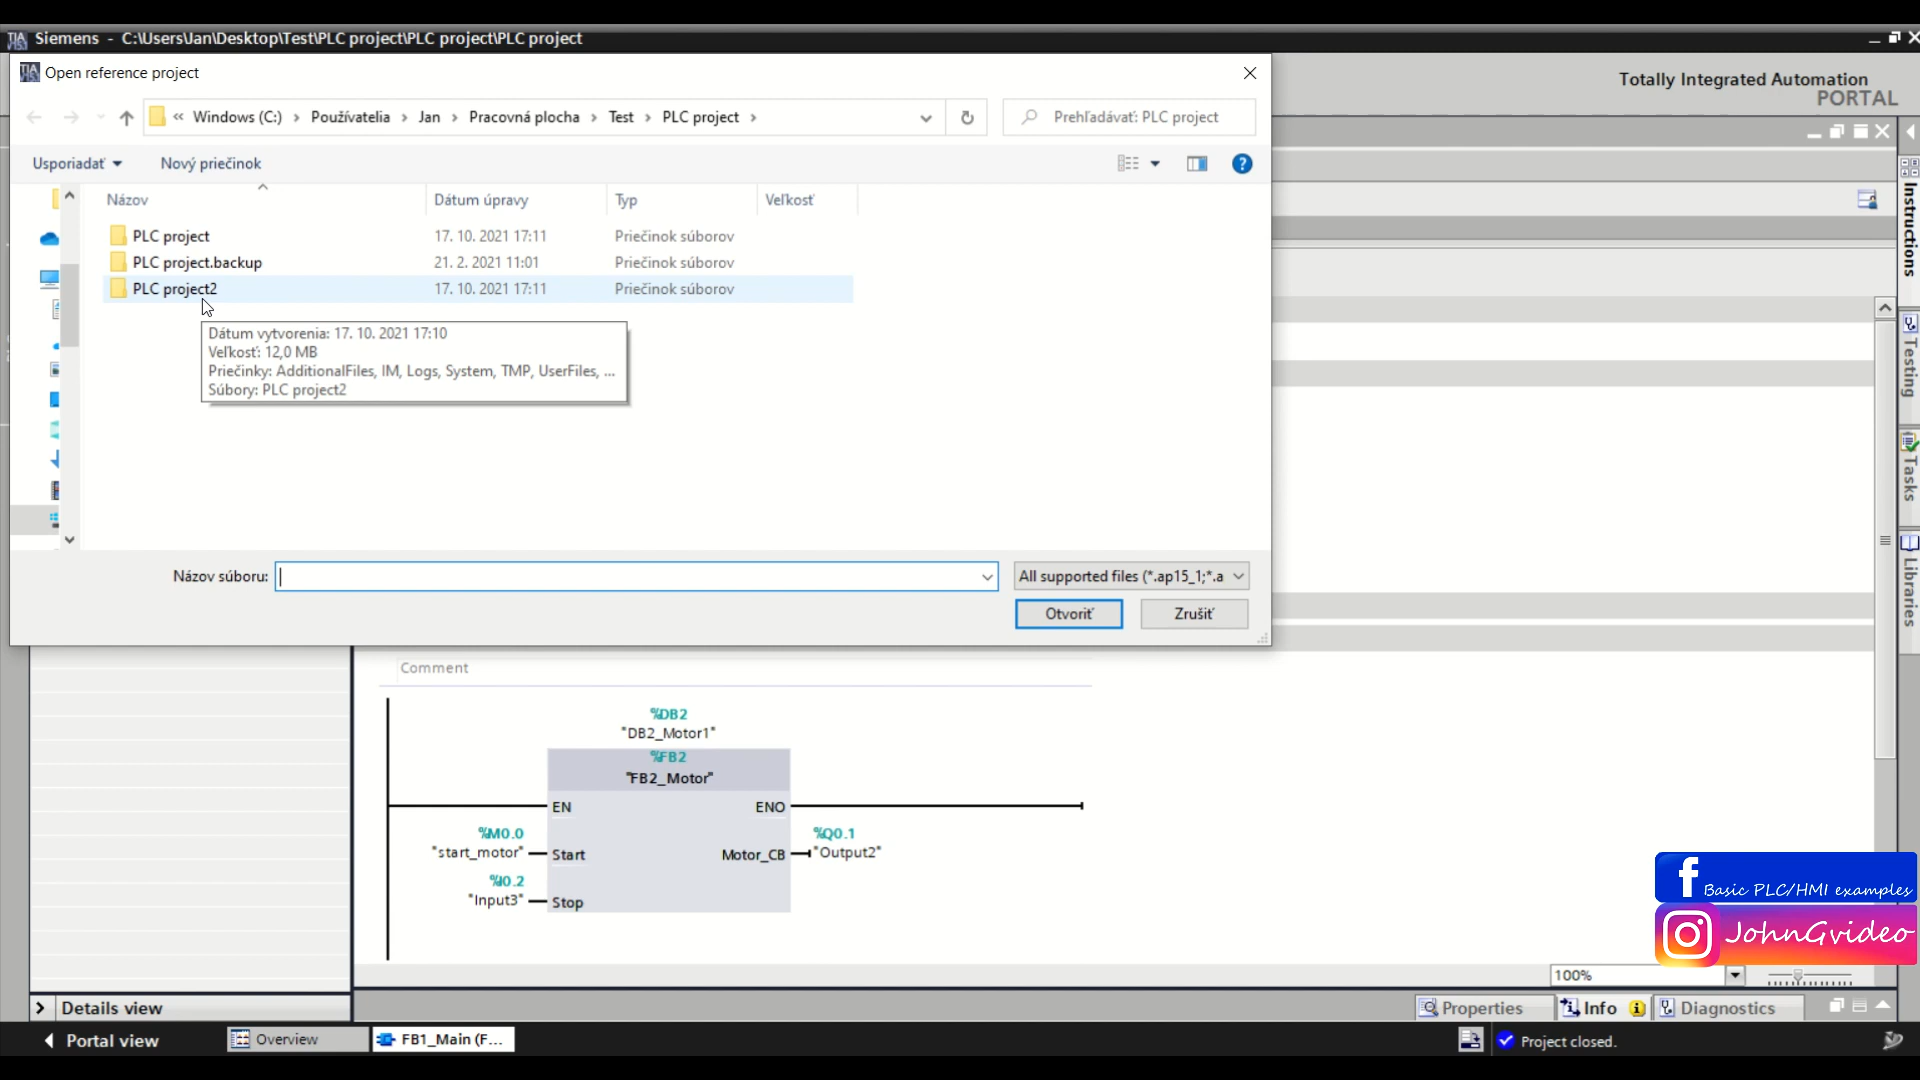 Siemens - C:\Users\Jan\Desktop\Test\PLC project\PLC project\PLC project
Open reference project
Totally Integrated Automation
PORTAL
« Windows (C:) › Používatelia › Jan › Pracovná plocha › Test › PLC project ›
Prehľadávať: PLC project
Usporiadať
Nový priečinok
Názov
Dátum úpravy
Typ
Veľkosť
PLC project 17. 10. 2021 17:11 Priečinok súborov
PLC project.backup 21. 2. 2021 11:01 Priečinok súborov
PLC project2 17. 10. 2021 17:11 Priečinok súborov
Dátum vytvorenia: 17. 10. 2021 17:10
Veľkosť: 12,0 MB
Priečinky: AdditionalFiles, IM, Logs, System, TMP, UserFiles, ...
Súbory: PLC project2
Názov súboru:
All supported files (*.ap15_1;*.a
Otvoriť
Zrušiť
Instructions
Testing
Tasks
Libraries
Comment
%DB2
"DB2_Motor1"
%FB2
"FB2_Motor"
EN
ENO
%M0.0
"start_motor"
Start
Motor_CB
%Q0.1
"Output2"
%I0.2
"Input3"
Stop
f Basic PLC/HMI examples
JohnGvideo
100%
Details view
Properties
Info
Diagnostics
Portal view
Overview
FB1_Main (F...
Project closed.